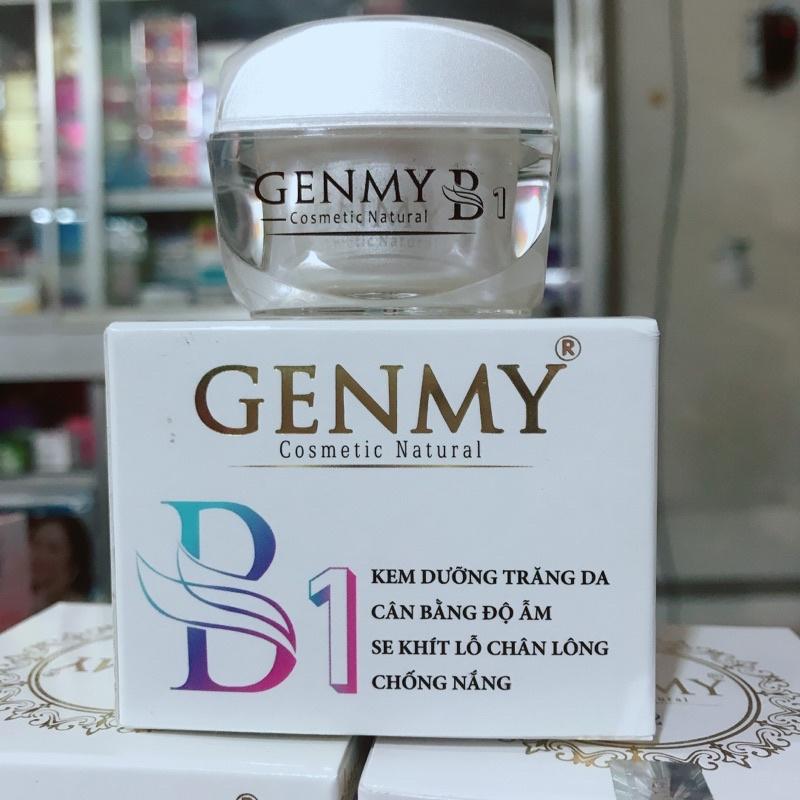 GENMY B1
Cosmetic Natural
GENMY®
Cosmetic Natural
B1
KEM DƯỠNG TRĂNG DA
CÂN BẰNG ĐỘ ẨM
SE KHÍT LỖ CHÂN LÔNG
CHỐNG NẮNG